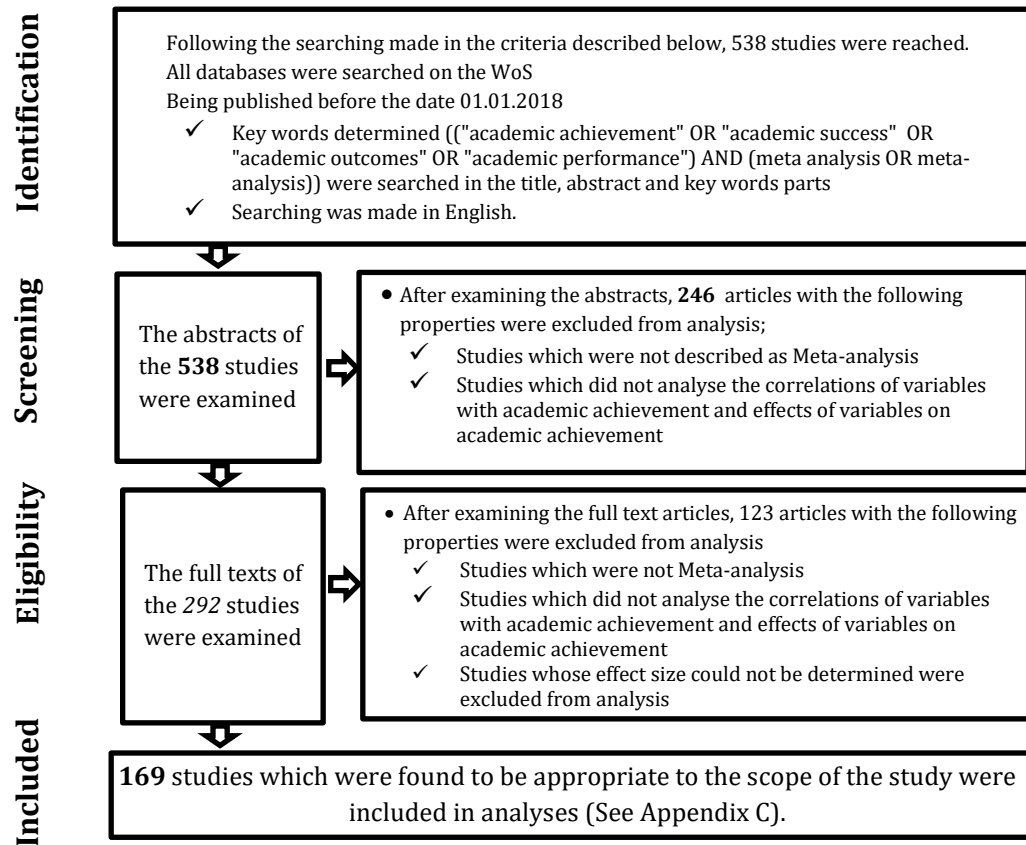 Identification
Following the searching made in the criteria described below, 538 studies were reached.
All databases were searched on the WoS
Being published before the date 01.01.2018
✓ Key words determined (("academic achievement" OR "academic success" OR
"academic outcomes" OR "academic performance") AND (meta analysis OR meta-
analysis)) were searched in the title, abstract and key words parts
✓ Searching was made in English.
Screening
The abstracts of
the 538 studies
were examined
• After examining the abstracts, 246 articles with the following
properties were excluded from analysis;
✓ Studies which were not described as Meta-analysis
✓ Studies which did not analyse the correlations of variables
with academic achievement and effects of variables on
academic achievement
Eligibility
The full texts of
the 292 studies
were examined
• After examining the full text articles, 123 articles with the following
properties were excluded from analysis
✓ Studies which were not Meta-analysis
✓ Studies which did not analyse the correlations of variables
with academic achievement and effects of variables on
academic achievement
✓ Studies whose effect size could not be determined were
excluded from analysis
Included
169 studies which were found to be appropriate to the scope of the study were
included in analyses (See Appendix C).